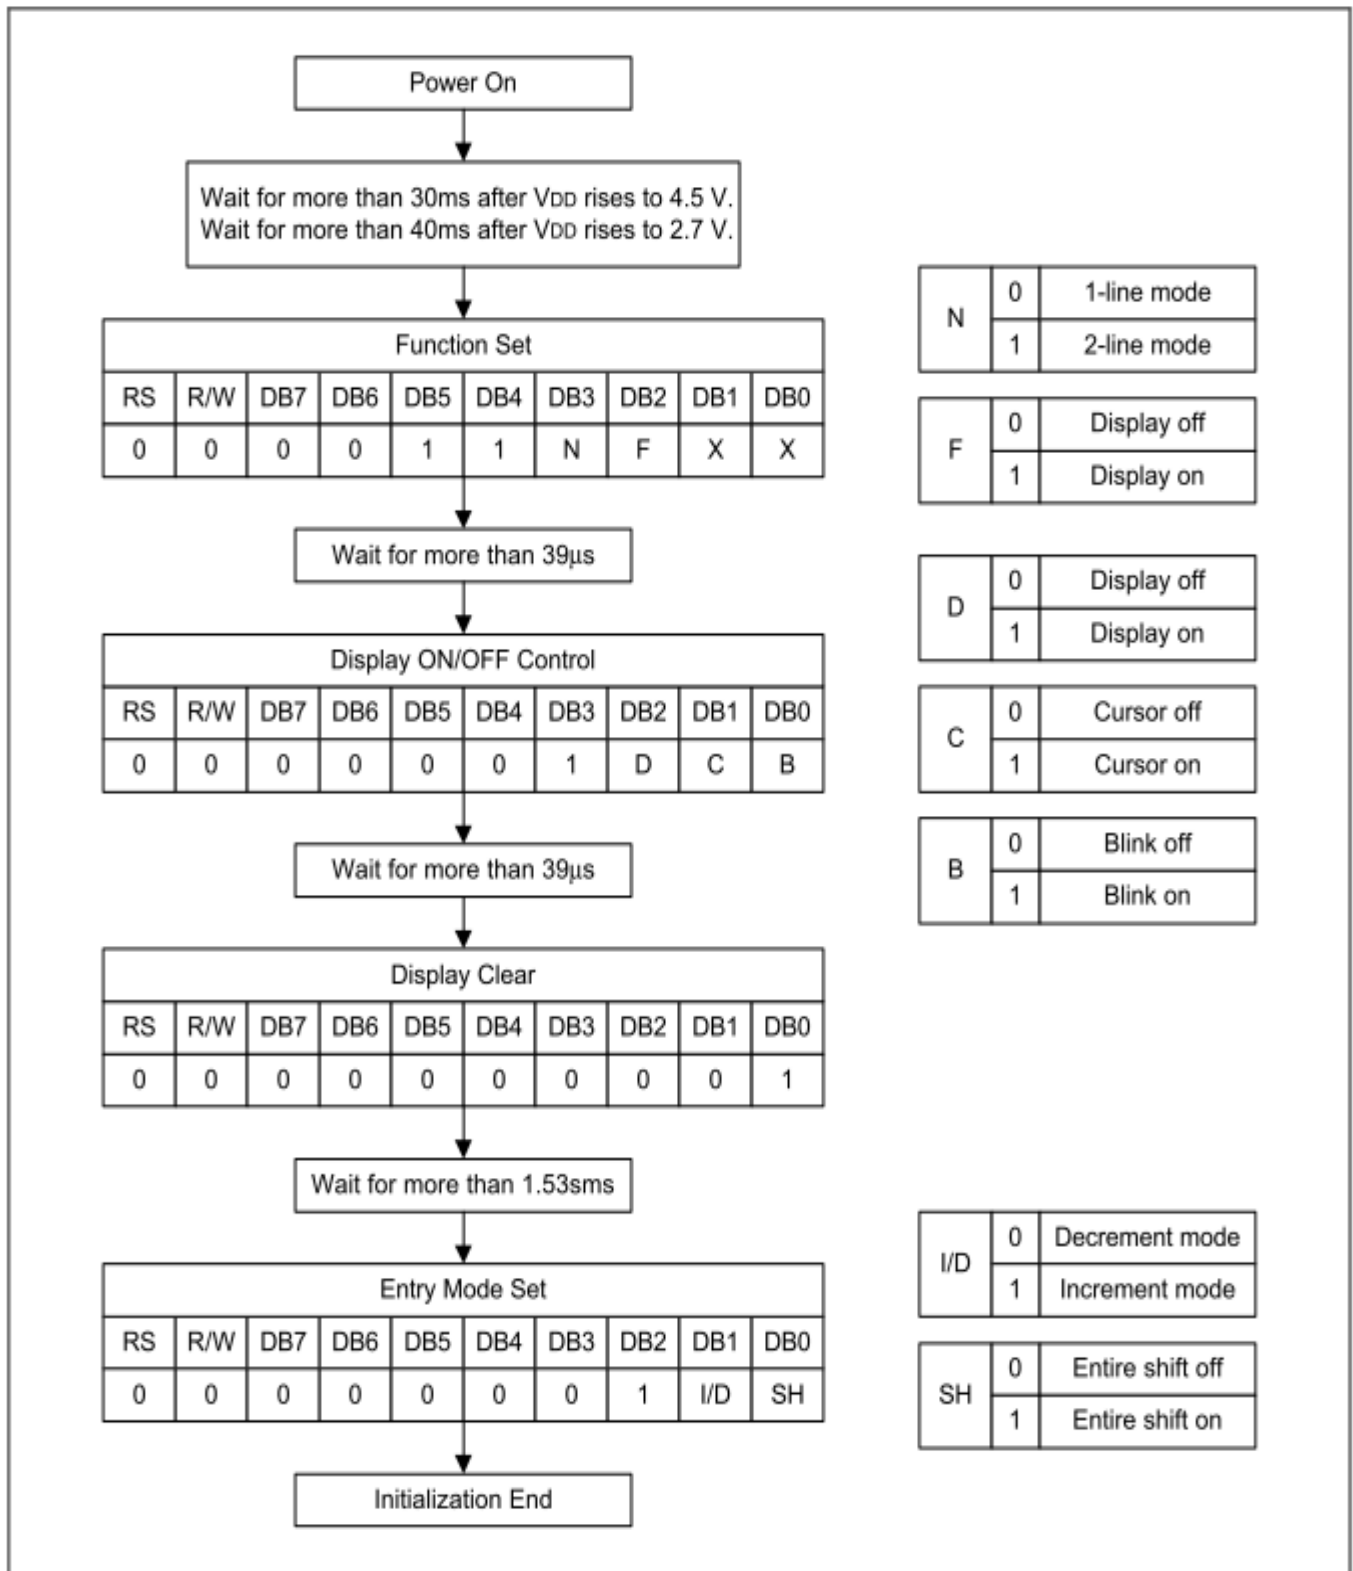 Power On
Wait for more than 30ms after VDD rises to 4.5 V.
Wait for more than 40ms after VDD rises to 2.7 V.
Function Set
RS R/W DB7 DB6 DB5 DB4 DB3 DB2 DB1 DB0
0 0 0 0 1 1 N F X X
N 0 1-line mode
1 2-line mode
F 0 Display off
1 Display on
Wait for more than 39μs
Display ON/OFF Control
RS R/W DB7 DB6 DB5 DB4 DB3 DB2 DB1 DB0
0 0 0 0 0 0 1 D C B
D 0 Display off
1 Display on
C 0 Cursor off
1 Cursor on
B 0 Blink off
1 Blink on
Wait for more than 39μs
Display Clear
RS R/W DB7 DB6 DB5 DB4 DB3 DB2 DB1 DB0
0 0 0 0 0 0 0 0 0 1
Wait for more than 1.53sms
Entry Mode Set
RS R/W DB7 DB6 DB5 DB4 DB3 DB2 DB1 DB0
0 0 0 0 0 0 0 1 I/D SH
I/D 0 Decrement mode
1 Increment mode
SH 0 Entire shift off
1 Entire shift on
Initialization End